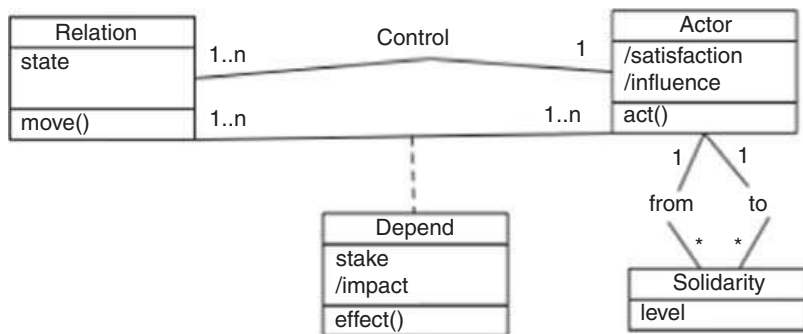 Relation
state
move()
1..n
Control
1
Actor
/satisfaction
/influence
act()
1..n
1..n
1
1
from
to
*
*
Depend
stake
/impact
effect()
Solidarity
level